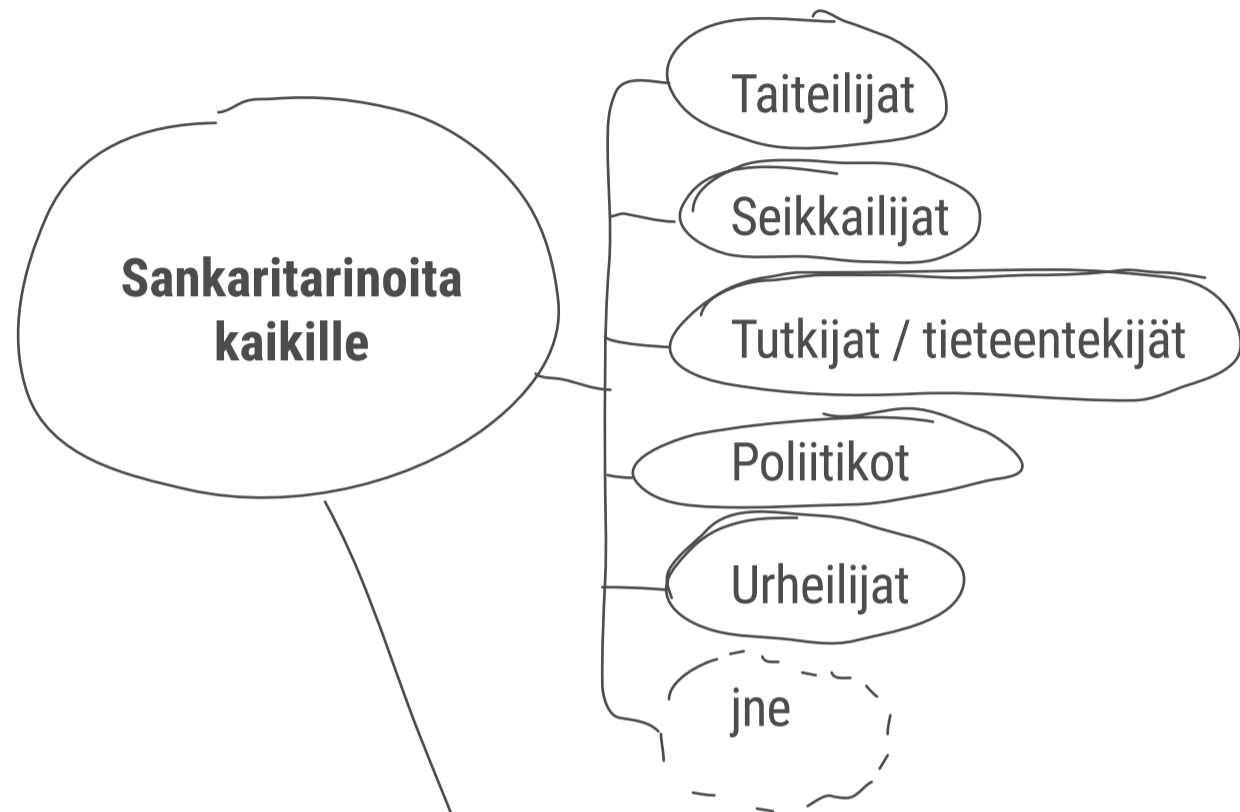 Sankaritarinoita
kaikille
Taiteilijat
Seikkailijat
Tutkijat / tieteentekijät
Poliitikot
Urheilijat
jne